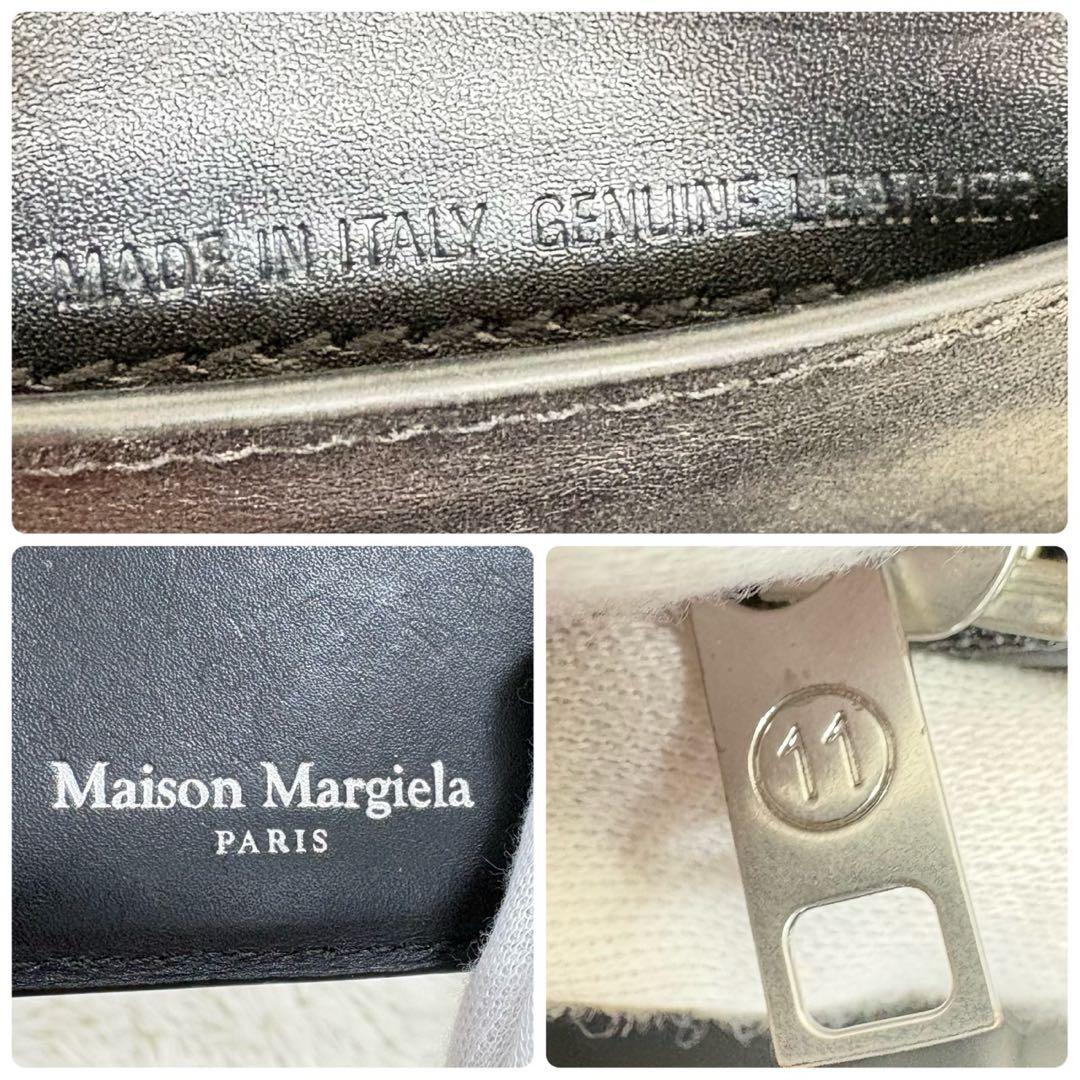 MADE IN ITALY GENUINE LEATHER
Maison Margiela
PARIS
11